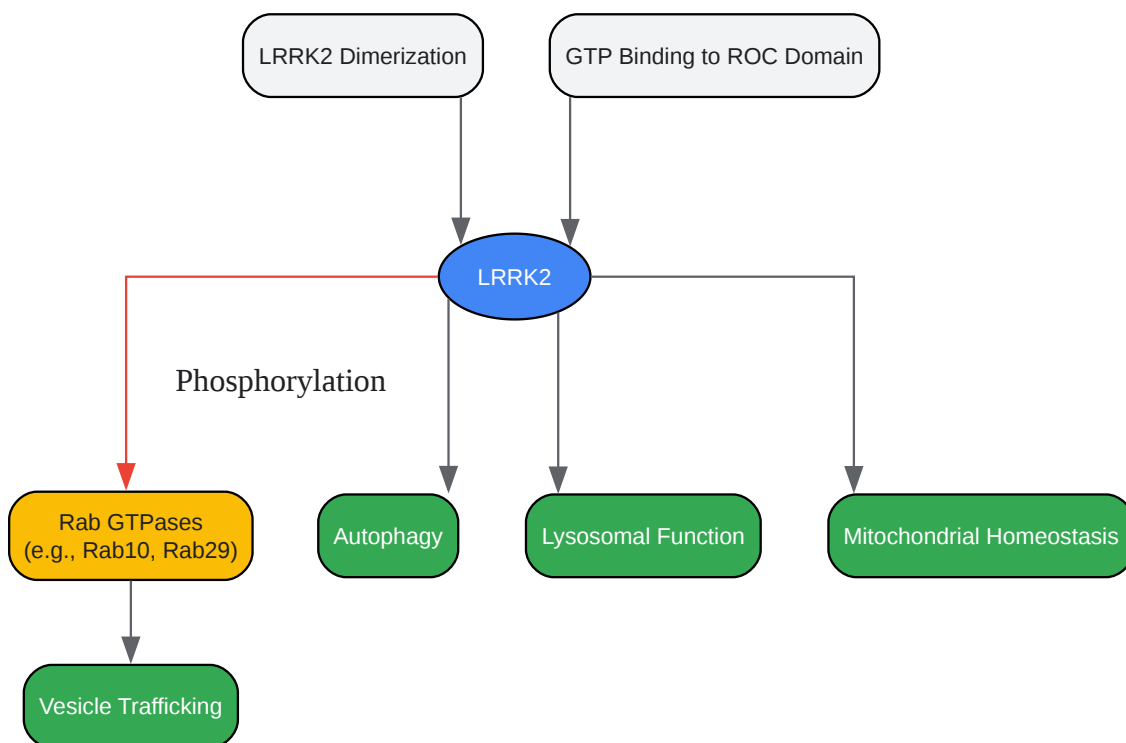 LRRK2 Dimerization
GTP Binding to ROC Domain
LRRK2
Phosphorylation
Rab GTPases
(e.g., Rab10, Rab29)
Autophagy
Lysosomal Function
Mitochondrial Homeostasis
Vesicle Trafficking